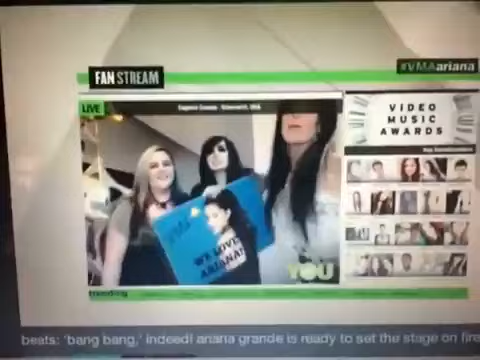 #VMAariana
FAN STREAM
LIVE
VIDEO
MUSIC
AWARDS
WE LOVE
ARIANA!
YOU
trending
beats: 'bang bang,' indeed! ariana grande is ready to set the stage on fire